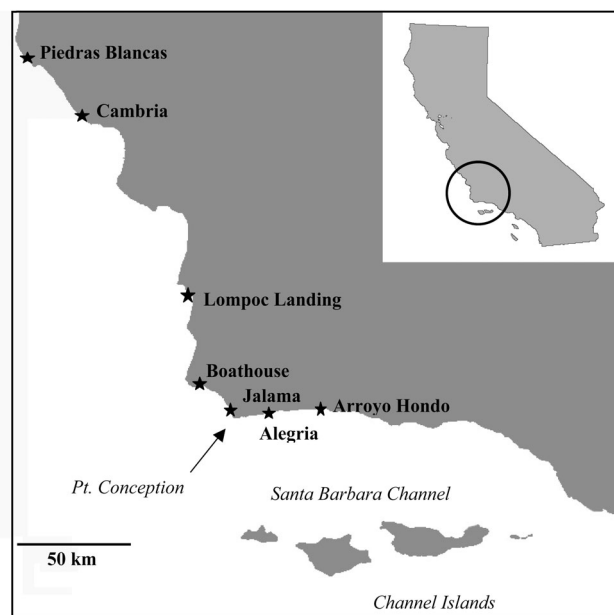 Piedras Blancas
Cambria
Lompoc Landing
Boathouse
Jalama
Arroyo Hondo
Alegria
Pt. Conception
Santa Barbara Channel
50 km
Channel Islands